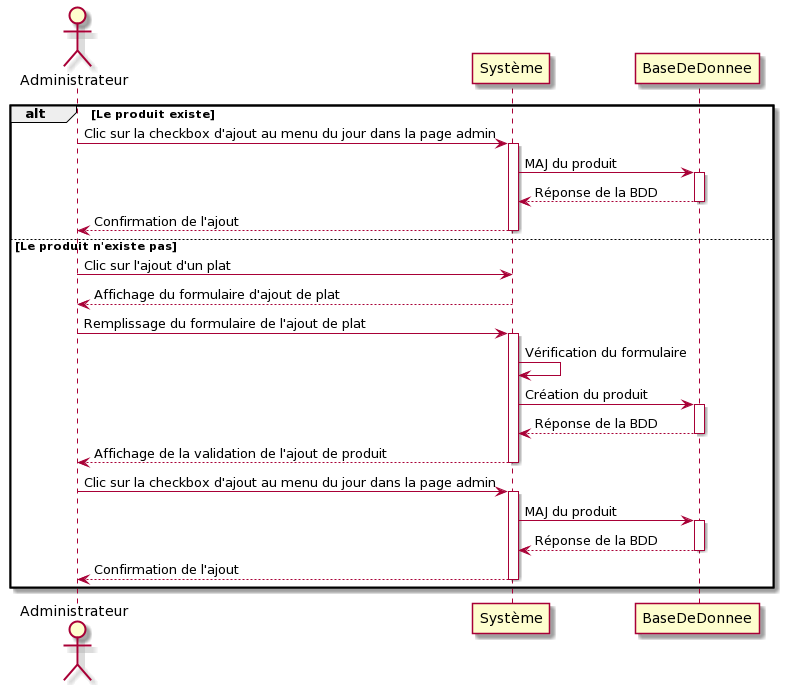 Administrateur
Système
BaseDeDonnee
alt
[Le produit existe]
Clic sur la checkbox d'ajout au menu du jour dans la page admin
MAJ du produit
Réponse de la BDD
Confirmation de l'ajout
[Le produit n'existe pas]
Clic sur l'ajout d'un plat
Affichage du formulaire d'ajout de plat
Remplissage du formulaire de l'ajout de plat
Vérification du formulaire
Création du produit
Réponse de la BDD
Affichage de la validation de l'ajout de produit
Clic sur la checkbox d'ajout au menu du jour dans la page admin
MAJ du produit
Réponse de la BDD
Confirmation de l'ajout
Administrateur
Système
BaseDeDonnee